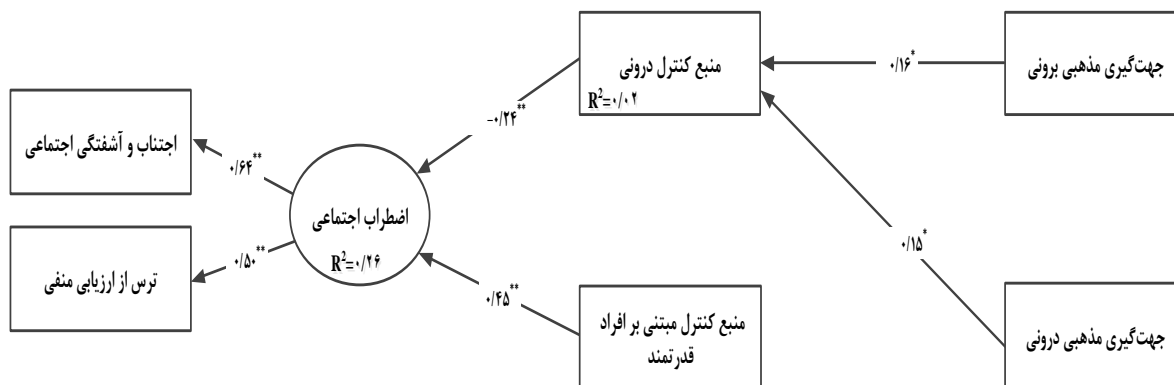 جهت‌گیری مذهبی برونی
۰/۱۶*
منبع کنترل درونی
R²=۰/۰۲
-۰/۲۴**
اجتناب و آشفتگی اجتماعی
۰/۶۴**
اضطراب اجتماعی
R²=۰/۲۶
۰/۱۵*
ترس از ارزیابی منفی
۰/۵۰**
۰/۴۵**
منبع کنترل مبتنی بر افراد
قدرتمند
جهت‌گیری مذهبی درونی